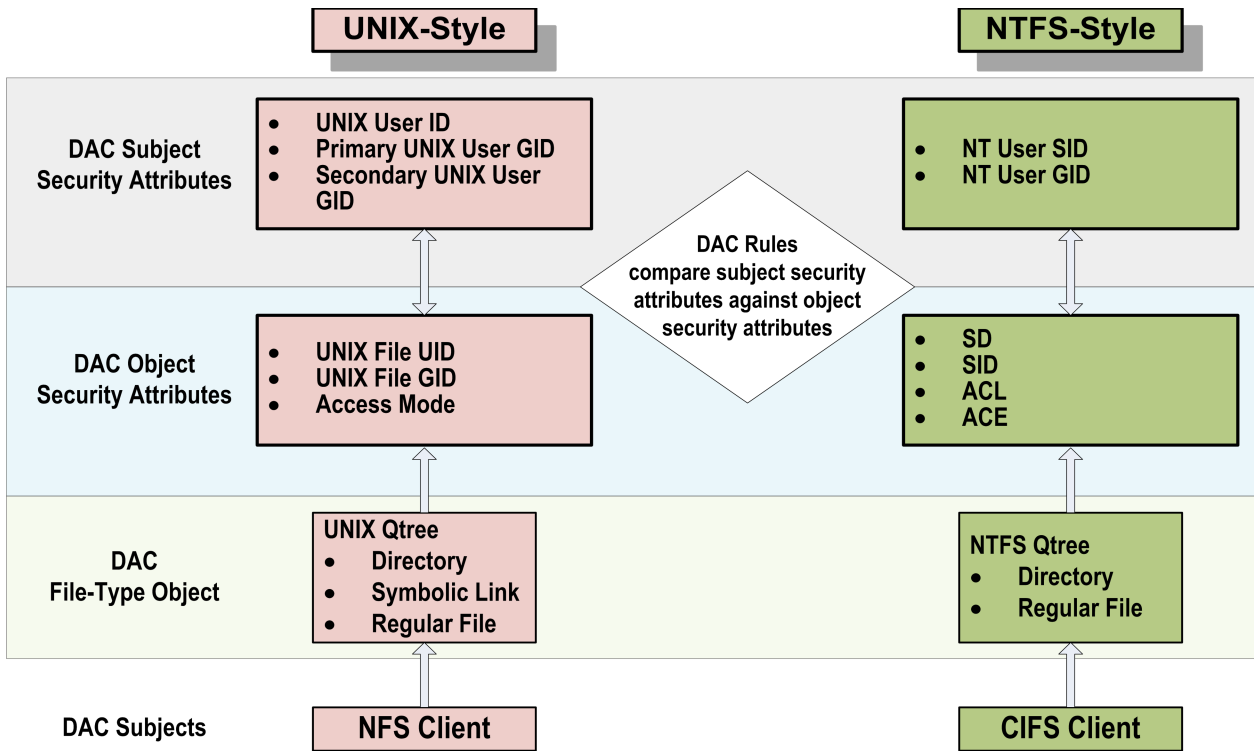 UNIX-Style
NTFS-Style
DAC Subject
Security Attributes
• UNIX User ID
• Primary UNIX User GID
• Secondary UNIX User
GID
• NT User SID
• NT User GID
DAC Rules
compare subject security
attributes against object
security attributes
DAC Object
Security Attributes
• UNIX File UID
• UNIX File GID
• Access Mode
• SD
• SID
• ACL
• ACE
DAC
File-Type Object
UNIX Qtree
• Directory
• Symbolic Link
• Regular File
NTFS Qtree
• Directory
• Regular File
DAC Subjects
NFS Client
CIFS Client